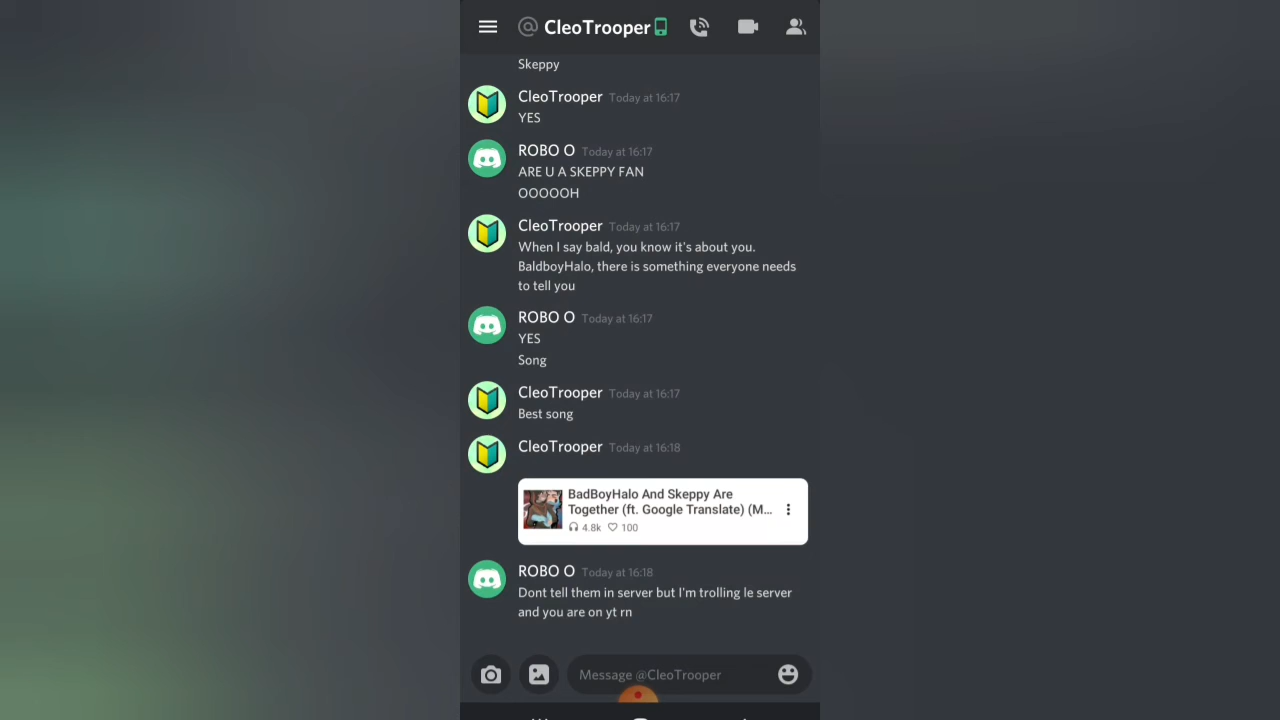 @ CleoTrooper
Skeppy
CleoTrooper Today at 16:17
YES
ROBO O Today at 16:17
ARE U A SKEPPY FAN
OOOOOH
CleoTrooper Today at 16:17
When I say bald, you know it's about you.
BaldboyHalo, there is something everyone needs
to tell you
ROBO O Today at 16:17
YES
Song
CleoTrooper Today at 16:17
Best song
CleoTrooper Today at 16:18
BadBoyHalo And Skeppy Are
Together (ft. Google Translate) (M...
4.8k 100
ROBO O Today at 16:18
Dont tell them in server but I'm trolling le server
and you are on yt rn
Message @CleoTrooper